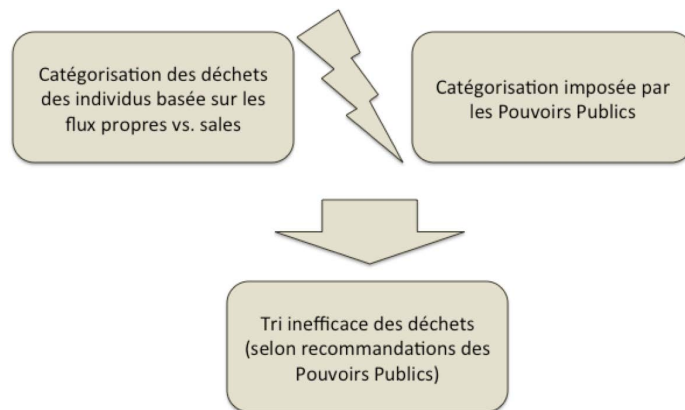 Catégorisation des déchets
des individus basée sur les
flux propres vs. sales
Catégorisation imposée par
les Pouvoirs Publics
Tri inefficace des déchets
(selon recommandations des
Pouvoirs Publics)